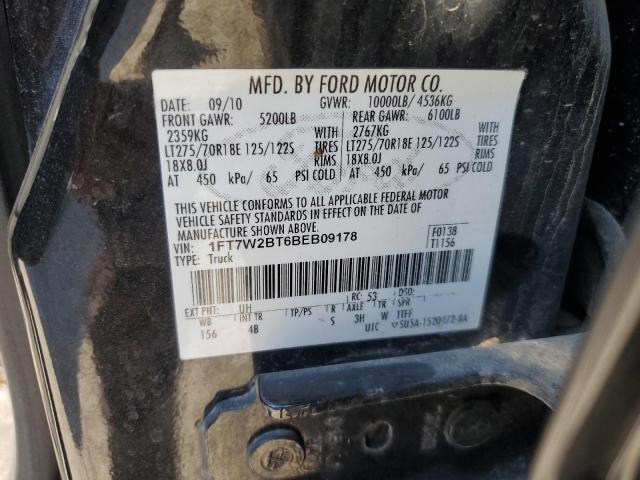 MFD. BY FORD MOTOR CO.
DATE: 09/10 GVWR: 10000LB/ 4536KG
FRONT GAWR: 5200LB REAR GAWR: 6100LB
2359KG WITH 2767KG WITH
LT275/70R18E 125/122S TIRES LT275/70R18E 125/122S TIRES
18X8.0J RIMS 18X8.0J RIMS
AT 450 kPa/ 65 PSI COLD AT 450 kPa/ 65 PSI COLD
THIS VEHICLE CONFORMS TO ALL APPLICABLE FEDERAL MOTOR
VEHICLE SAFETY STANDARDS IN EFFECT ON THE DATE OF
MANUFACTURE SHOWN ABOVE.
VIN: 1FT7W2BT6BEB09178 F0138
TYPE: Truck T1156
RC: 53 DSO:
EXT PNT: UH
WB INT TR TP/PS R AXLE TR SPR
156 4B S 3H W TTFF
UTC 5U5A-1520472-BA